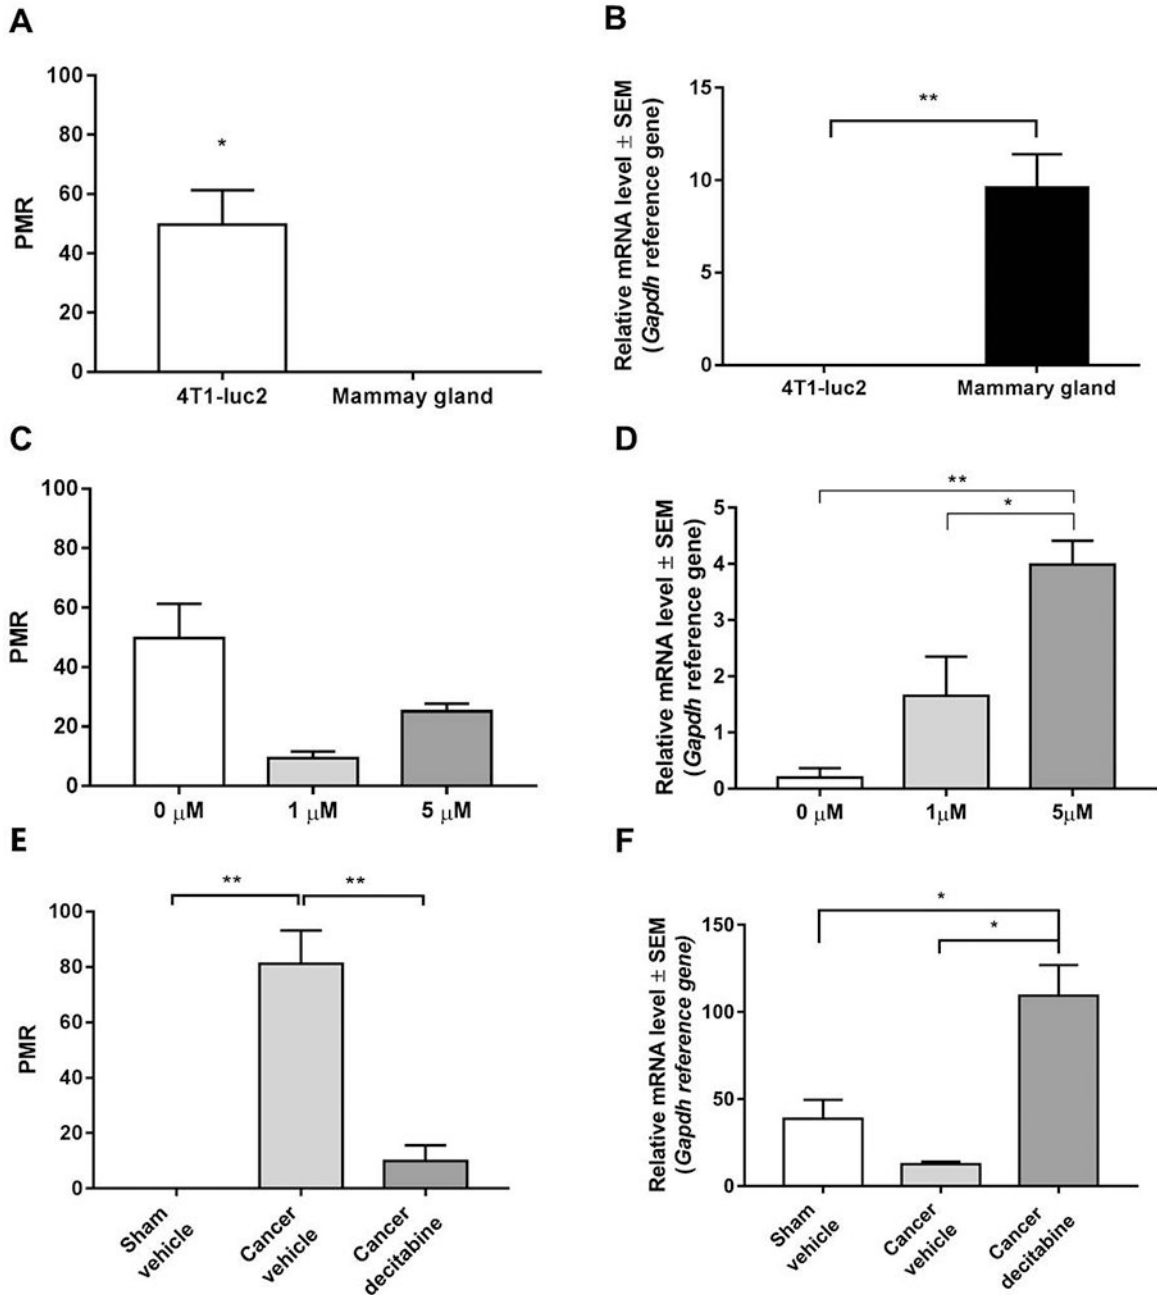 A
PMR
100
80
60
40
20
0
*
4T1-luc2
Mammay gland
B
Relative mRNA level ± SEM
(Gapdh reference gene)
15
10
5
0
**
4T1-luc2
Mammary gland
C
PMR
100
80
60
40
20
0
0 μM
1 μM
5 μM
D
Relative mRNA level ± SEM
(Gapdh reference gene)
5
4
3
2
1
0
**
*
0 μM
1μM
5μM
E
PMR
100
80
60
40
20
0
**
**
Sham
vehicle
Cancer
vehicle
Cancer
decitabine
F
Relative mRNA level ± SEM
(Gapdh reference gene)
150
100
50
0
*
*
Sham
vehicle
Cancer
vehicle
Cancer
decitabine